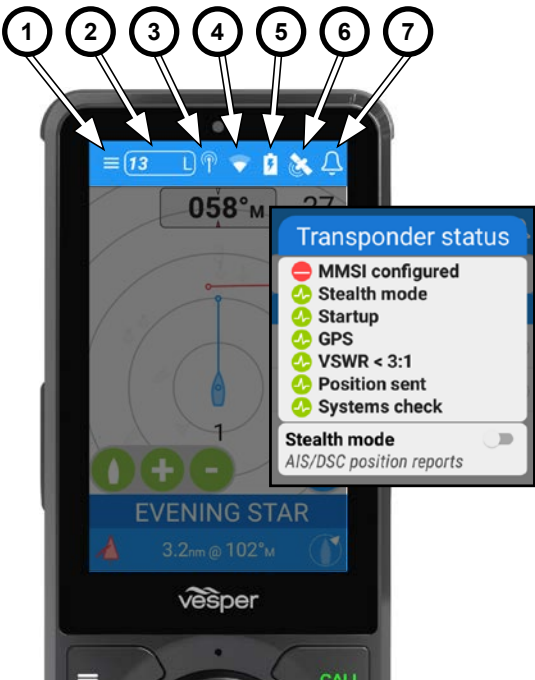 1 2 3 4 5 6 7
13 L
058°M 27
Transponder status
MMSI configured
Stealth mode
Startup
GPS
VSWR < 3:1
Position sent
Systems check
1
Stealth mode
AIS/DSC position reports
EVENING STAR
3.2nm @ 102°M
vesper
CALL